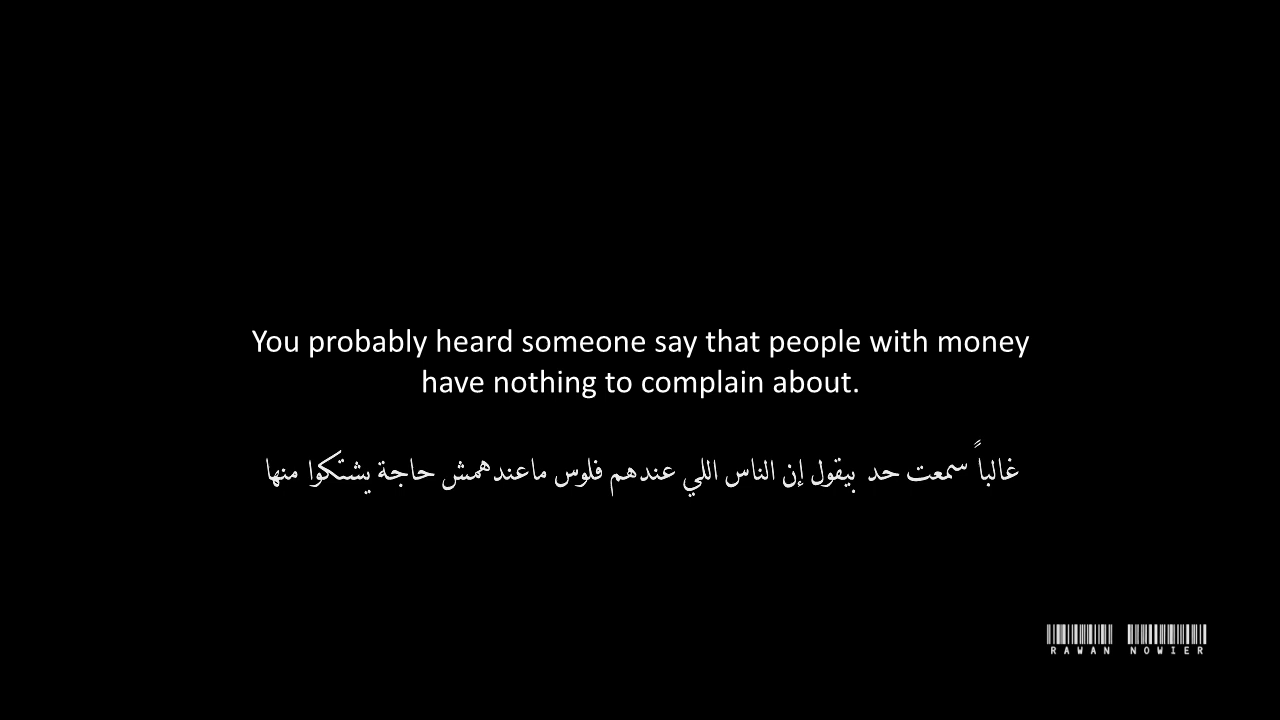 You probably heard someone say that people with money
have nothing to complain about.
غالباً سمعت حد بيقول إن الناس اللي عندهم فلوس ماعندهمش حاجة يشتكوا منها
RAWAN NOWIER